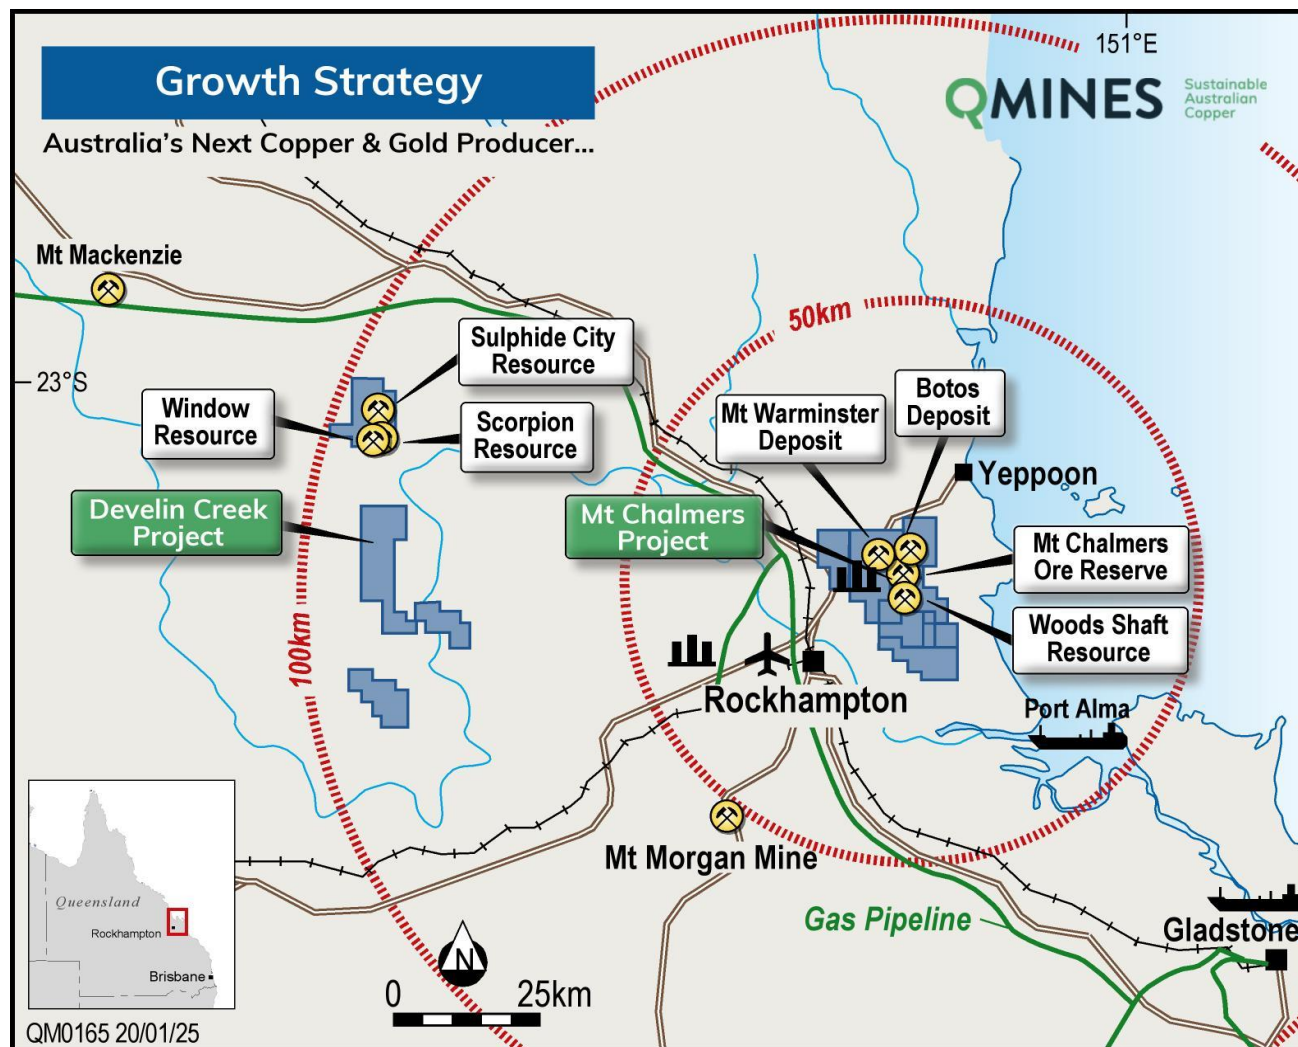 Growth Strategy
Australia's Next Copper & Gold Producer...
QMINES
Sustainable
Australian
Copper
151°E
Mt Mackenzie
23°S
50km
100km
Sulphide City
Resource
Window
Resource
Scorpion
Resource
Develin Creek
Project
Mt Warminster
Deposit
Botos
Deposit
Yeppoon
Mt Chalmers
Project
Mt Chalmers
Ore Reserve
Woods Shaft
Resource
Rockhampton
Port Alma
Mt Morgan Mine
Gas Pipeline
Gladstone
Queensland
Rockhampton
Brisbane
N
0 25km
QM0165 20/01/25